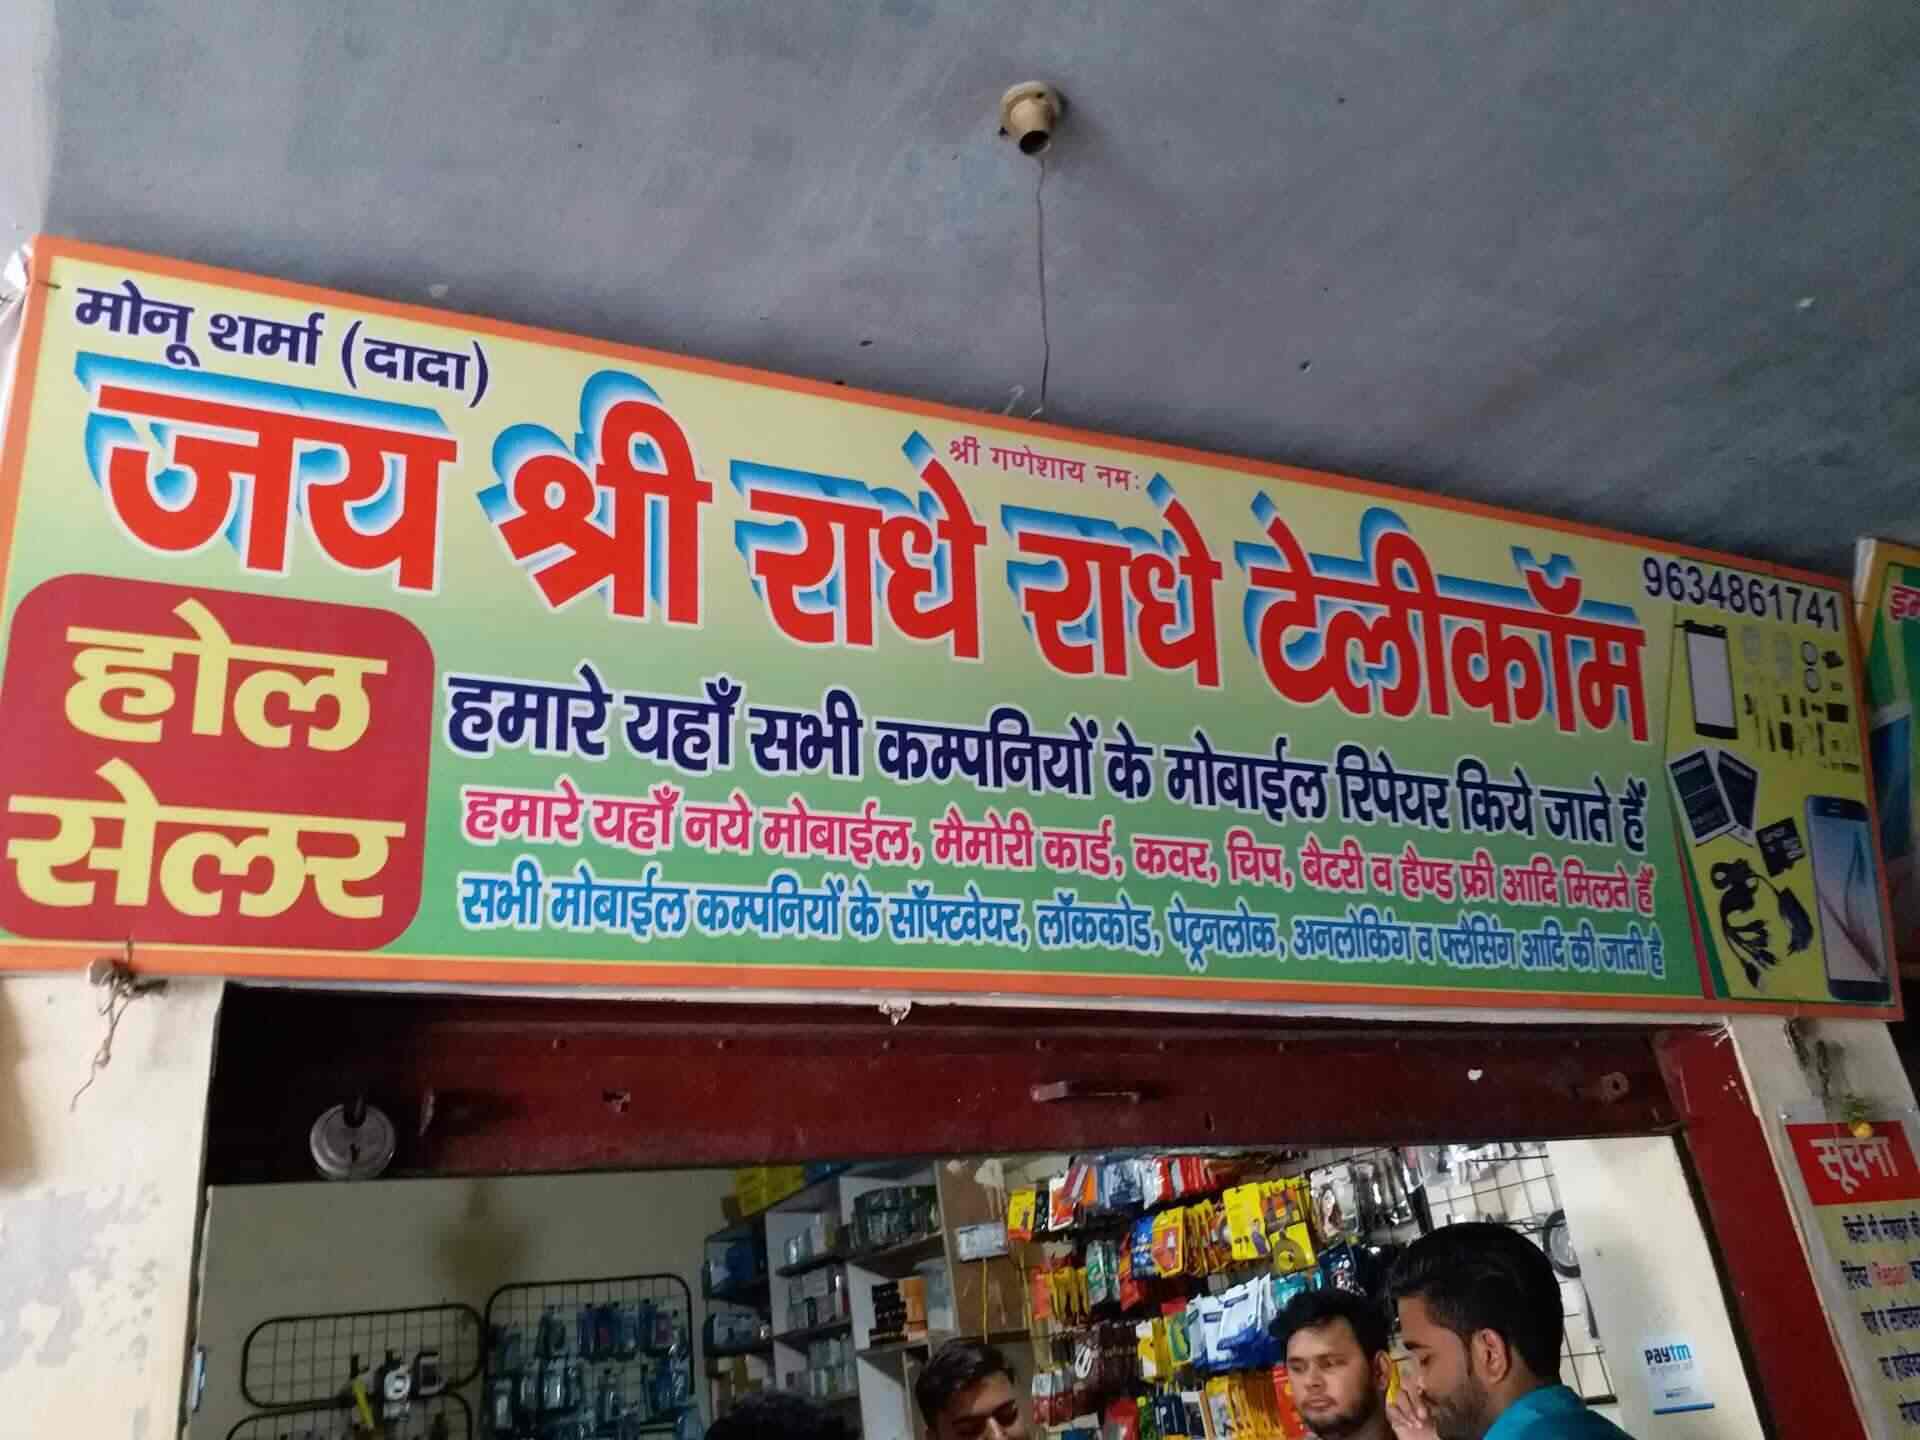 मोनू शर्मा (दादा)
श्री गणेशाय नमः
जय श्री राधे राधे टेलीकॉम
9634861741
होल
सेलर
हमारे यहाँ सभी कम्पनियों के मोबाईल रिपेयर किये जाते हैं
हमारे यहाँ नये मोबाईल, मैमोरी कार्ड, कवर, चिप, बैटरी व हैण्ड फ्री आदि मिलते हैं
सभी मोबाईल कम्पनियों के सॉफ्टवेयर, लॉककोड, पेट्रनलोक, अनलोकिंग व फ्लैसिंग आदि की जाती है
सूचना
Paytm